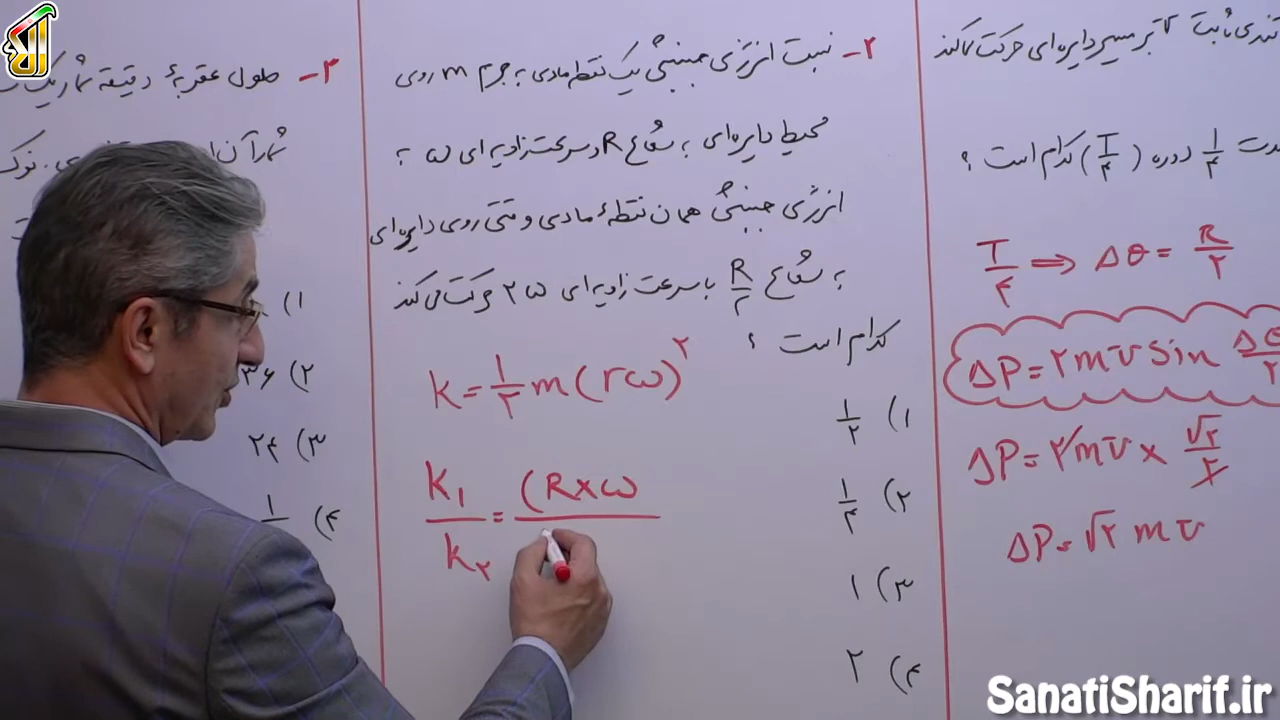 تندی ثابت
بر مسیر دایره‌ای حرکت کند
۱/۴ دوره (T/۴) کدام است ؟
T/۴ ⟹ Δθ = π/۲
ΔP = ۲mv sin Δθ/۲
ΔP = ۲mv × √۲/۲
ΔP = √۲ mv
۲- نسبت انرژی جنبشی یک نقطه مادی به جرم m روی
محیط دایره‌ای به شعاع R و سرعت زاویه‌ای ω به
انرژی جنبشی همان نقطهٔ مادی وقتی روی دایره‌ای
به شعاع R/۲ با سرعت زاویه‌ای ۲ω حرکت می‌کند
کدام است ؟
۱) ۱/۲
۲) ۱/۴
۳) ۱
۴) ۲
k = ۱/۲ m(rω)^۲
k۱/k۲ = (R×ω
۳- طول عقربهٔ دقیقه شمار یک
شمار آن
۱)
۲) ۳۶
۳) ۲۴
۴) ۱
SanatiSharif.ir